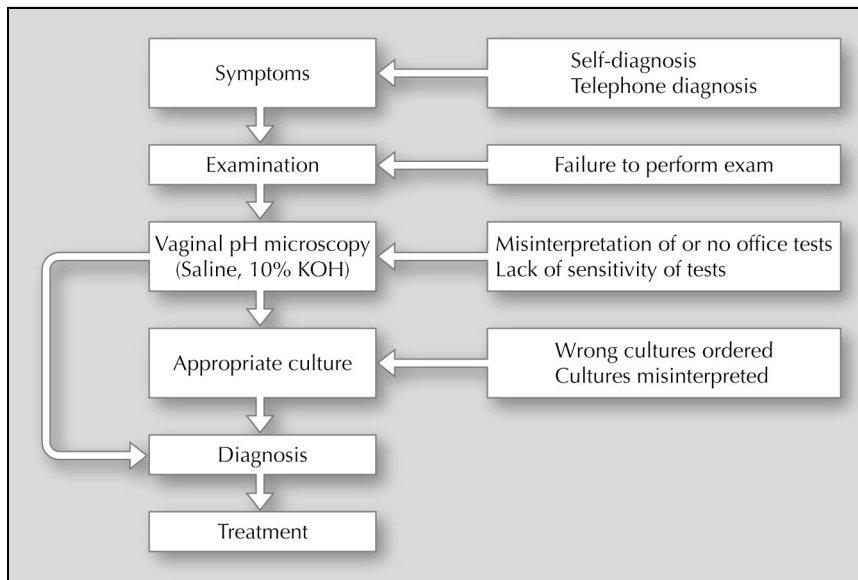 Symptoms
Self-diagnosis
Telephone diagnosis
Examination
Failure to perform exam
Vaginal pH microscopy
(Saline, 10% KOH)
Misinterpretation of or no office tests
Lack of sensitivity of tests
Appropriate culture
Wrong cultures ordered
Cultures misinterpreted
Diagnosis
Treatment